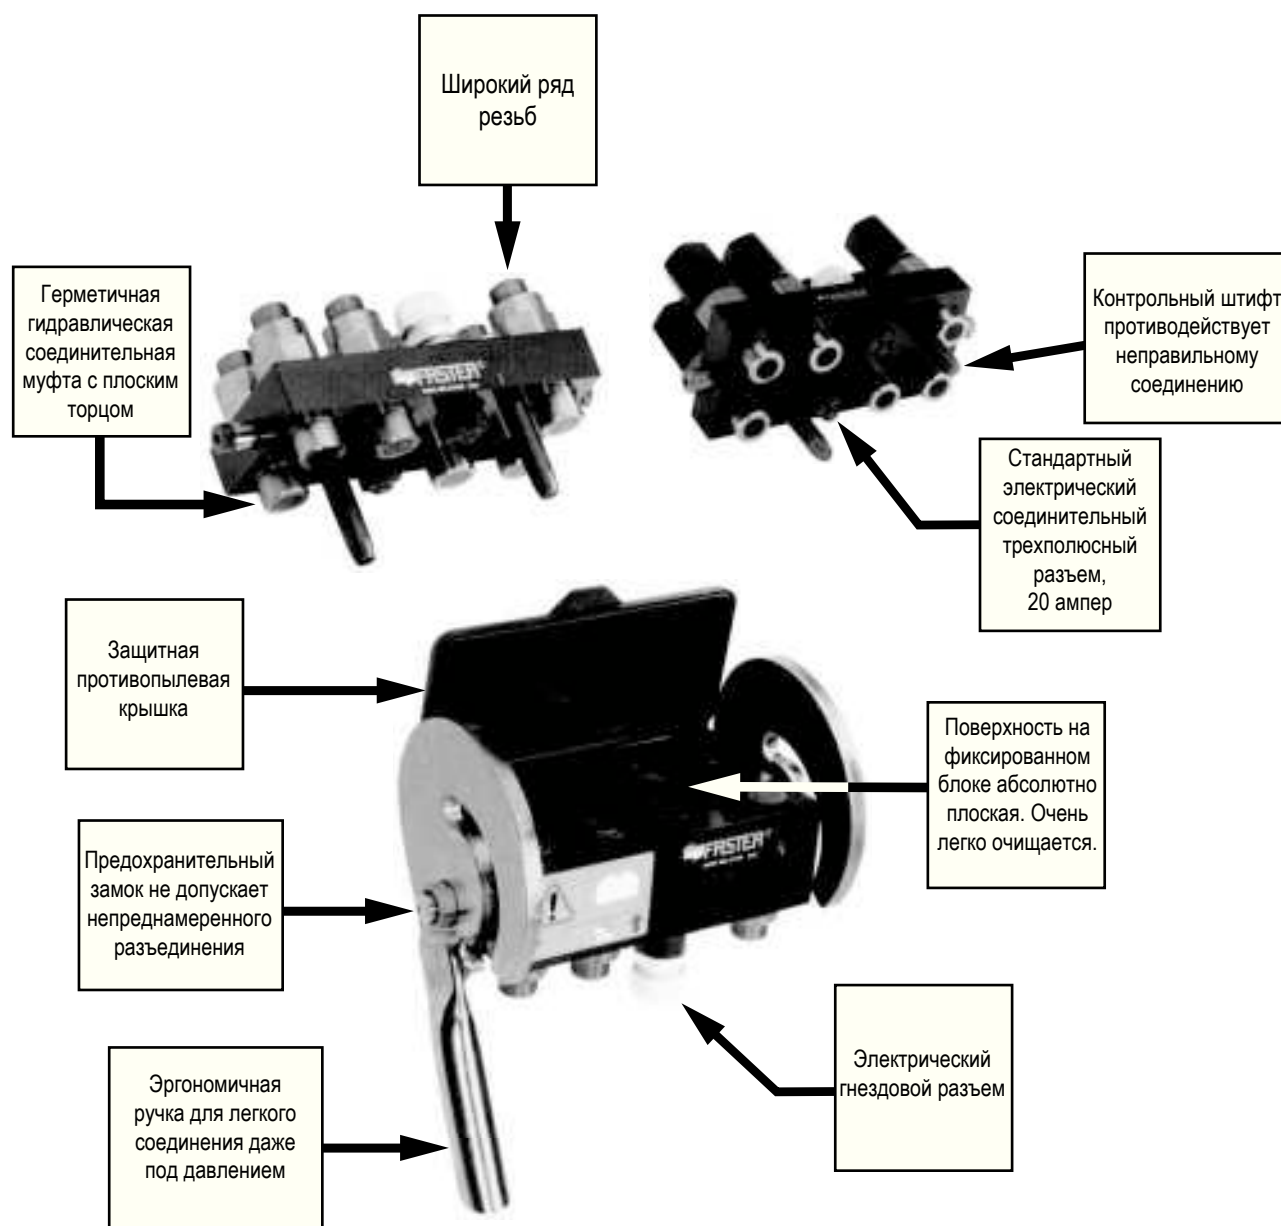 Широкий ряд
резьб
Герметичная
гидравлическая
соединительная
муфта с плоским
торцом
FASTER
Контрольный штифт
противодействует
неправильному
соединению
Стандартный
электрический
соединительный
трехполюсный
разъем,
20 ампер
Защитная
противопылевая
крышка
Поверхность на
фиксированном
блоке абсолютно
плоская. Очень
легко очищается.
FASTER
Предохранительный
замок не допускает
непреднамеренного
разъединения
Электрический
гнездовой разъем
Эргономичная
ручка для легкого
соединения даже
под давлением